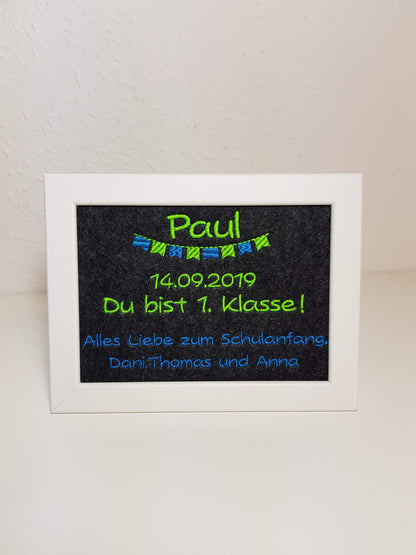 Paul
14.09.2019
Du bist 1. Klasse!
Alles Liebe zum Schulanfang,
Dani,Thomas und Anna